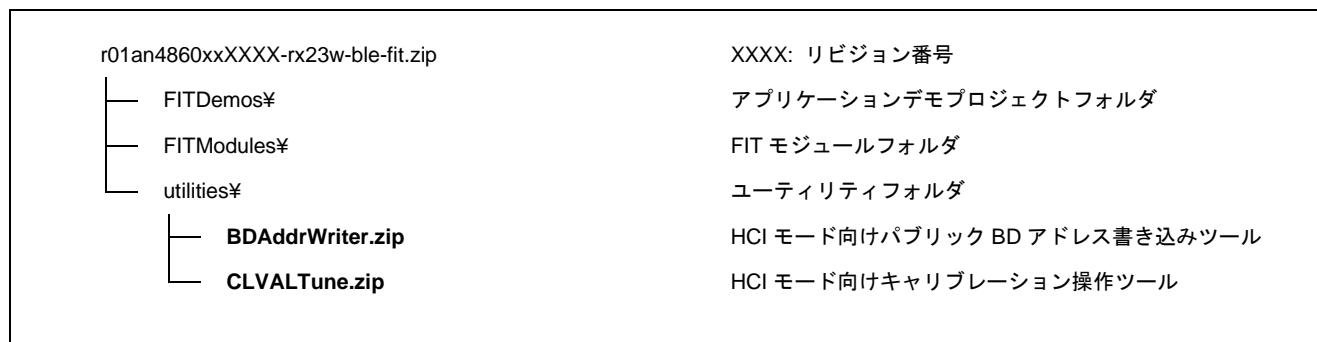 r01an4860xxXXXX-rx23w-ble-fit.zip XXXX: リビジョン番号
FITDemos¥ アプリケーションデモプロジェクトフォルダ
FITModules¥ FIT モジュールフォルダ
utilities¥ ユーティリティフォルダ
BDAddrWriter.zip HCI モード向けパブリック BD アドレス書き込みツール
CLVALTune.zip HCI モード向けキャリブレーション操作ツール